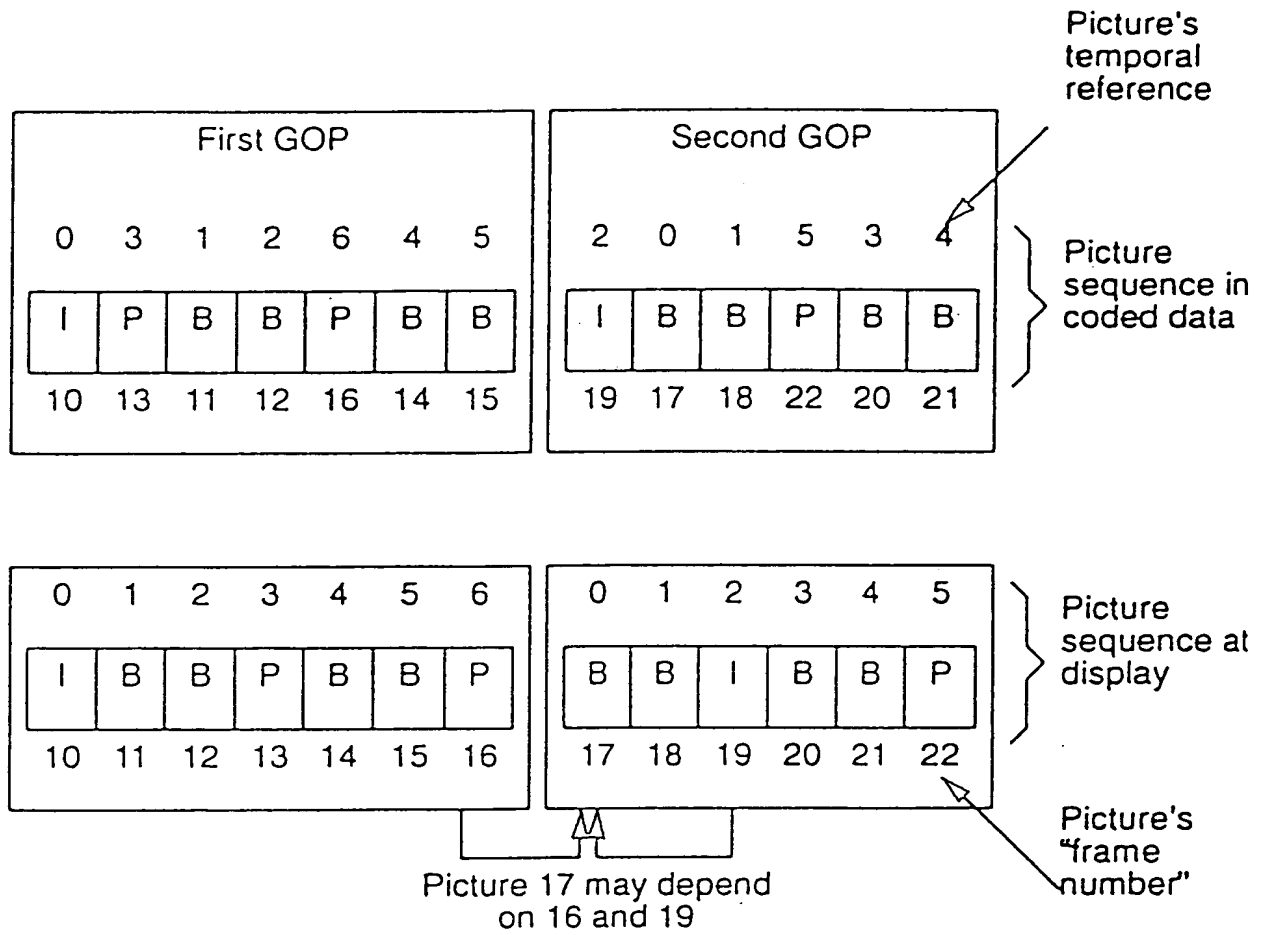 Picture's
temporal
reference
First GOP
Second GOP
0 3 1 2 6 4 5
2 0 1 5 3 4
I P B B P B B
I B B P B B
10 13 11 12 16 14 15
19 17 18 22 20 21
Picture
sequence in
coded data
0 1 2 3 4 5 6
0 1 2 3 4 5
I B B P B B P
B B I B B P
10 11 12 13 14 15 16
17 18 19 20 21 22
Picture
sequence at
display
Picture 17 may depend
on 16 and 19
Picture's
"frame
number"